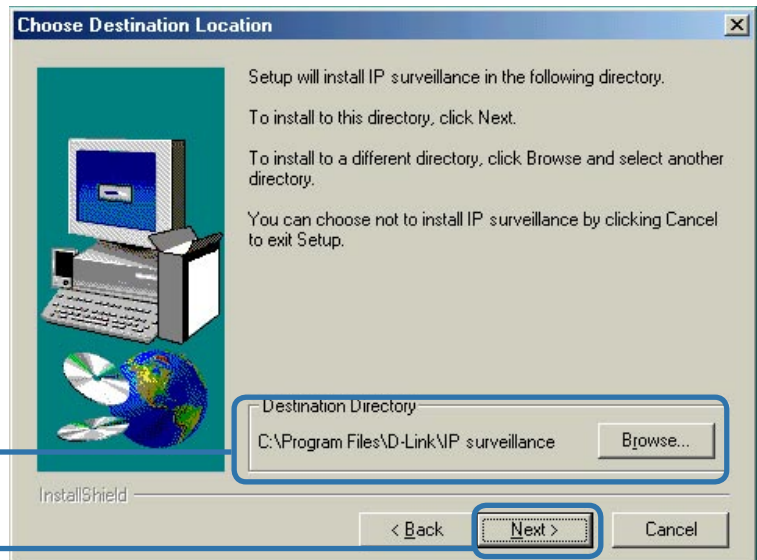 Choose Destination Location
Setup will install IP surveillance in the following directory.
To install to this directory, click Next.
To install to a different directory, click Browse and select another
directory.
You can choose not to install IP surveillance by clicking Cancel
to exit Setup.
Destination Directory
C:\Program Files\D-Link\IP surveillance
Browse...
InstallShield
< Back
Next >
Cancel